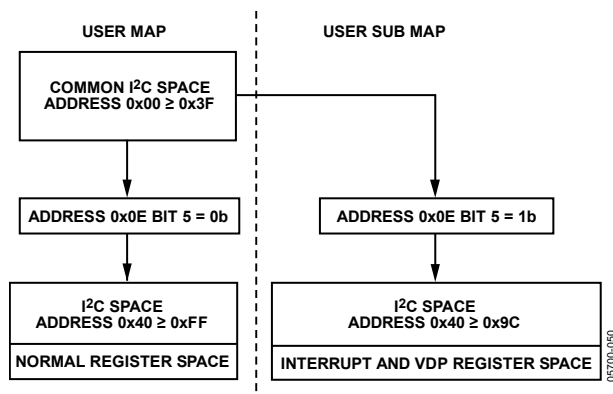 USER MAP
USER SUB MAP
COMMON I²C SPACE
ADDRESS 0x00 ≥ 0x3F
ADDRESS 0x0E BIT 5 = 0b
ADDRESS 0x0E BIT 5 = 1b
I²C SPACE
ADDRESS 0x40 ≥ 0xFF
NORMAL REGISTER SPACE
I²C SPACE
ADDRESS 0x40 ≥ 0x9C
INTERRUPT AND VDP REGISTER SPACE
05700-050